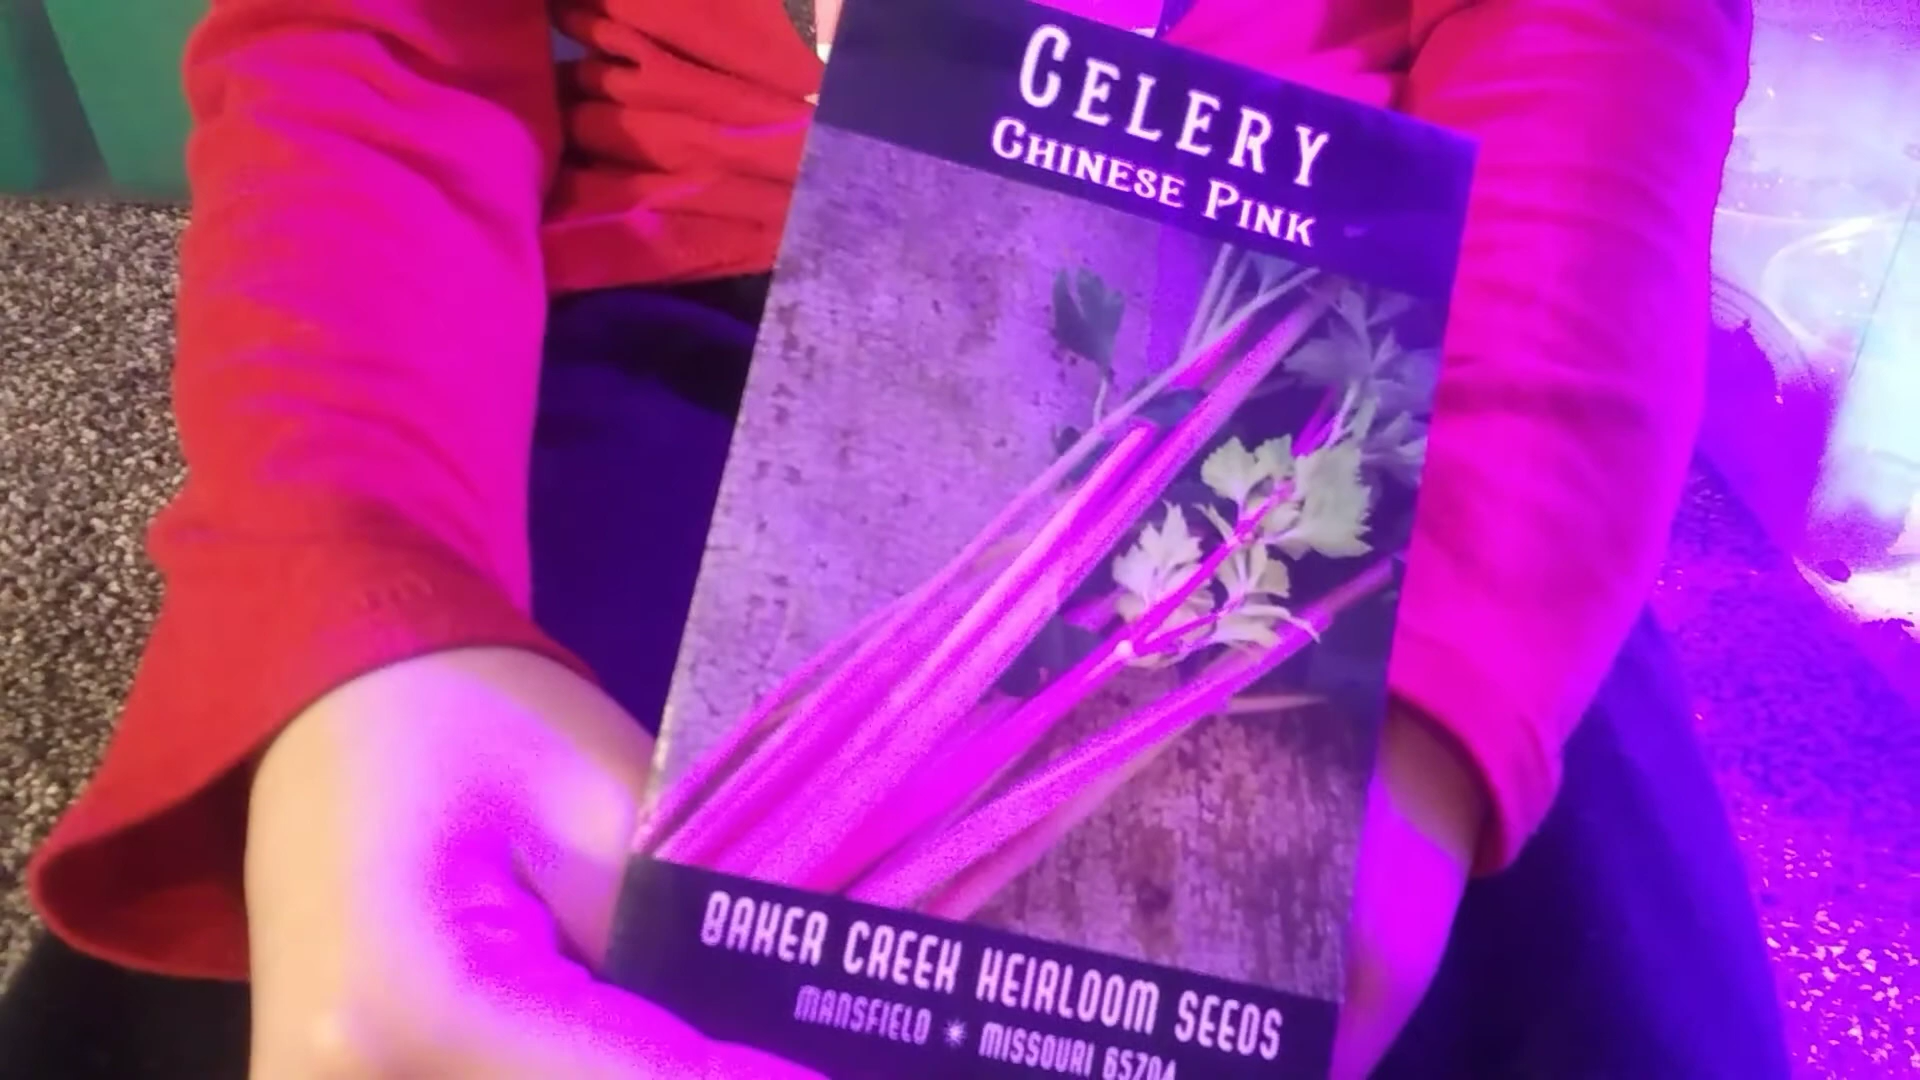 CELERY
CHINESE PINK
BAKER CREEK HEIRLOOM SEEDS
MANSFIELD * MISSOURI 65704